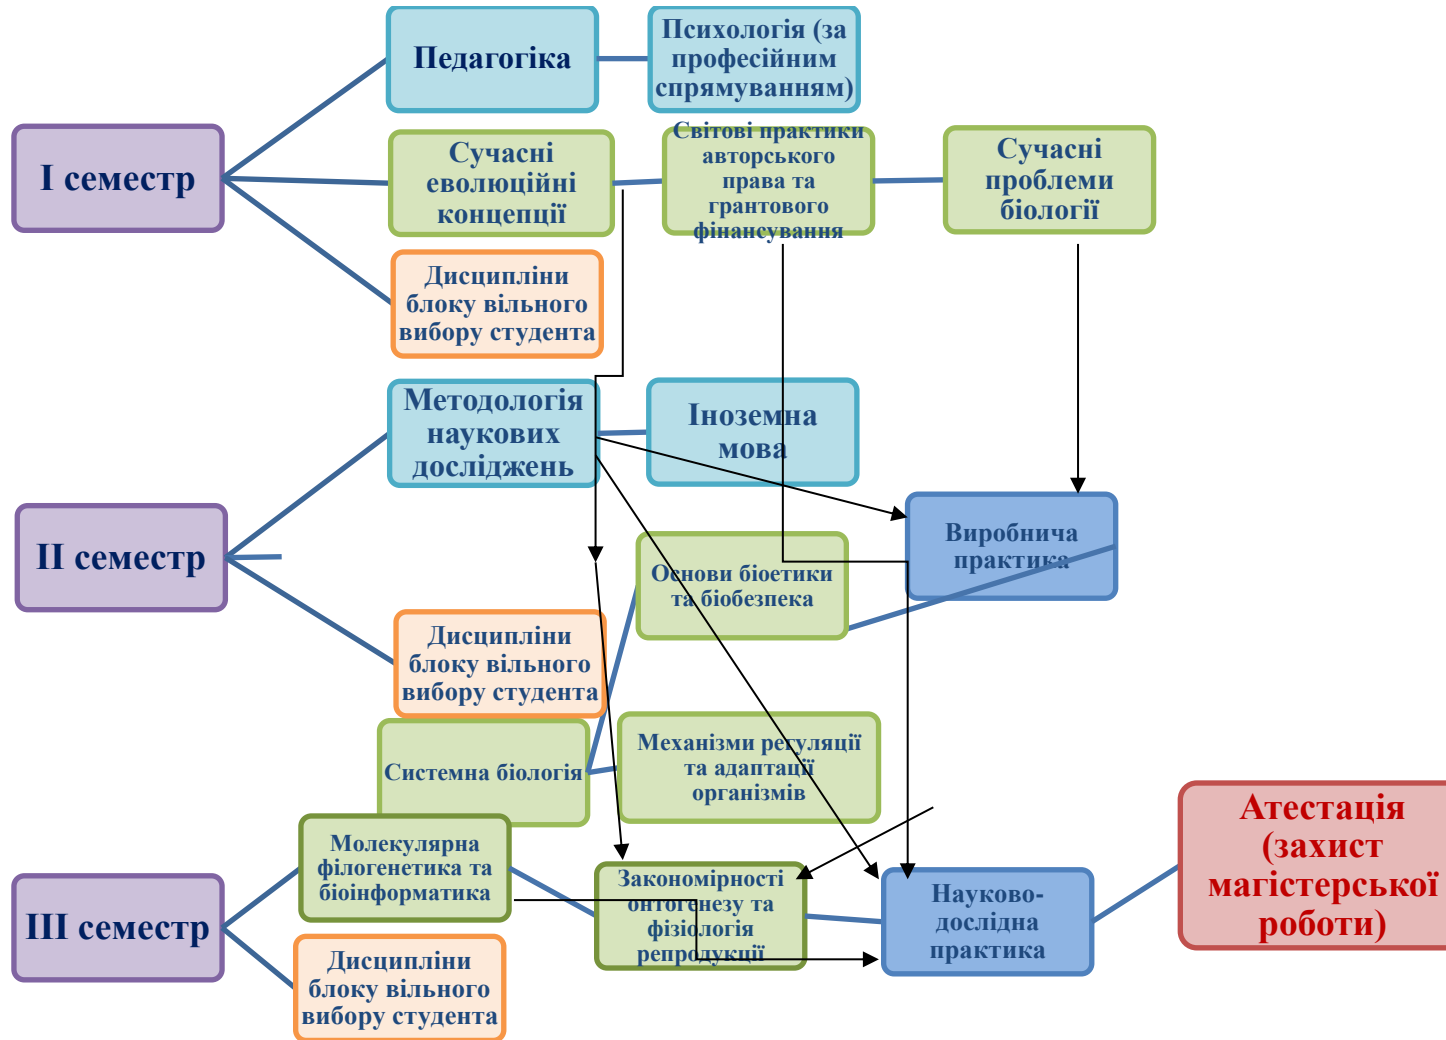 Педагогіка
Психологія (за
професійним
спрямуванням)
І семестр
Сучасні
еволюційні
концепції
Світові практики
авторського
права та
грантового
фінансування
Сучасні
проблеми
біології
Дисципліни
блоку вільного
вибору студента
Методологія
наукових
досліджень
Іноземна
мова
ІІ семестр
Виробнича
практика
Основи біоетики
та біобезпека
Дисципліни
блоку вільного
вибору студента
Системна біологія
Механізми регуляції
та адаптації
організмів
ІІІ семестр
Молекулярна
філогенетика та
біоінформатика
Закономірності
онтогенезу та
фізіологія
репродукції
Науково-
дослідна
практика
Атестація
(захист
магістерської
роботи)
Дисципліни
блоку вільного
вибору студента